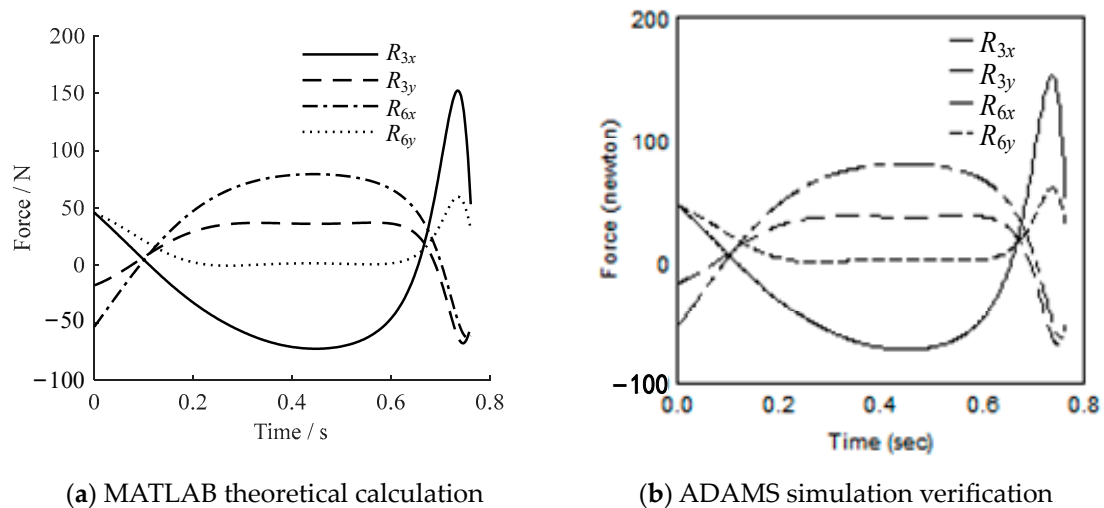 200
150
100
50
0
−50
−100
0
0.2
0.4
0.6
0.8
Force / N
Time / s
R3x
R3y
R6x
R6y
200
100
0
−100
0.0
0.2
0.4
0.6
0.8
Force (newton)
Time (sec)
R3x
R3y
R6x
R6y
(a) MATLAB theoretical calculation
(b) ADAMS simulation verification